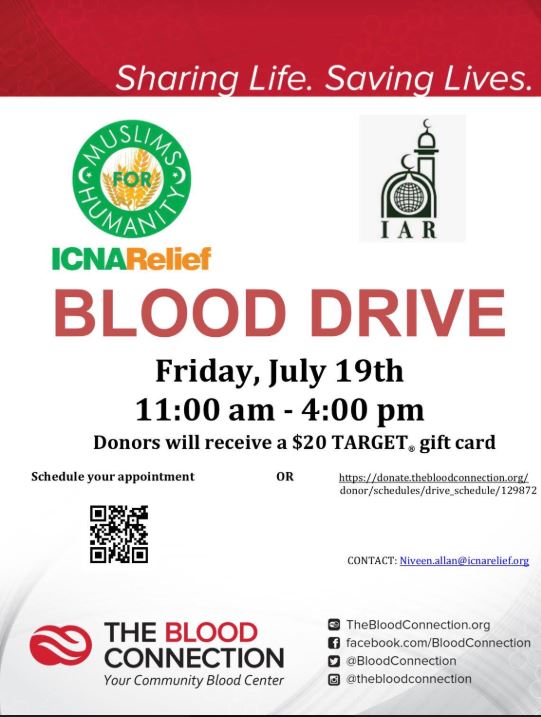 Sharing Life. Saving Lives.
MUSLIMS
FOR
HUMANITY
ICNARelief
IAR
BLOOD DRIVE
Friday, July 19th
11:00 am - 4:00 pm
Donors will receive a $20 TARGET® gift card
Schedule your appointment OR https://donate.thebloodconnection.org/
donor/schedules/drive_schedule/129872
CONTACT: Niveen.allan@icnarelief.org
THE BLOOD
CONNECTION
Your Community Blood Center
TheBloodConnection.org
facebook.com/BloodConnection
@BloodConnection
@thebloodconnection